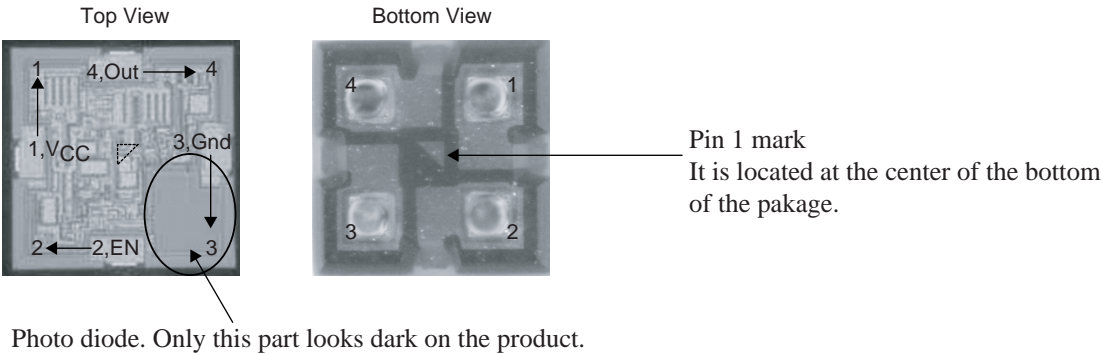 Top View
Bottom View
1
4,Out
4
1,VCC
3,Gnd
2
2,EN
3
4
1
3
2
Pin 1 mark
It is located at the center of the bottom
of the pakage.
Photo diode. Only this part looks dark on the product.